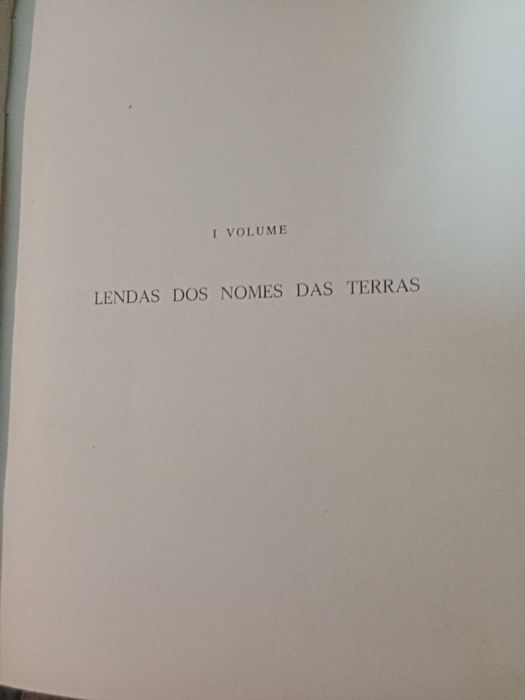 I VOLUME
LENDAS DOS NOMES DAS TERRAS